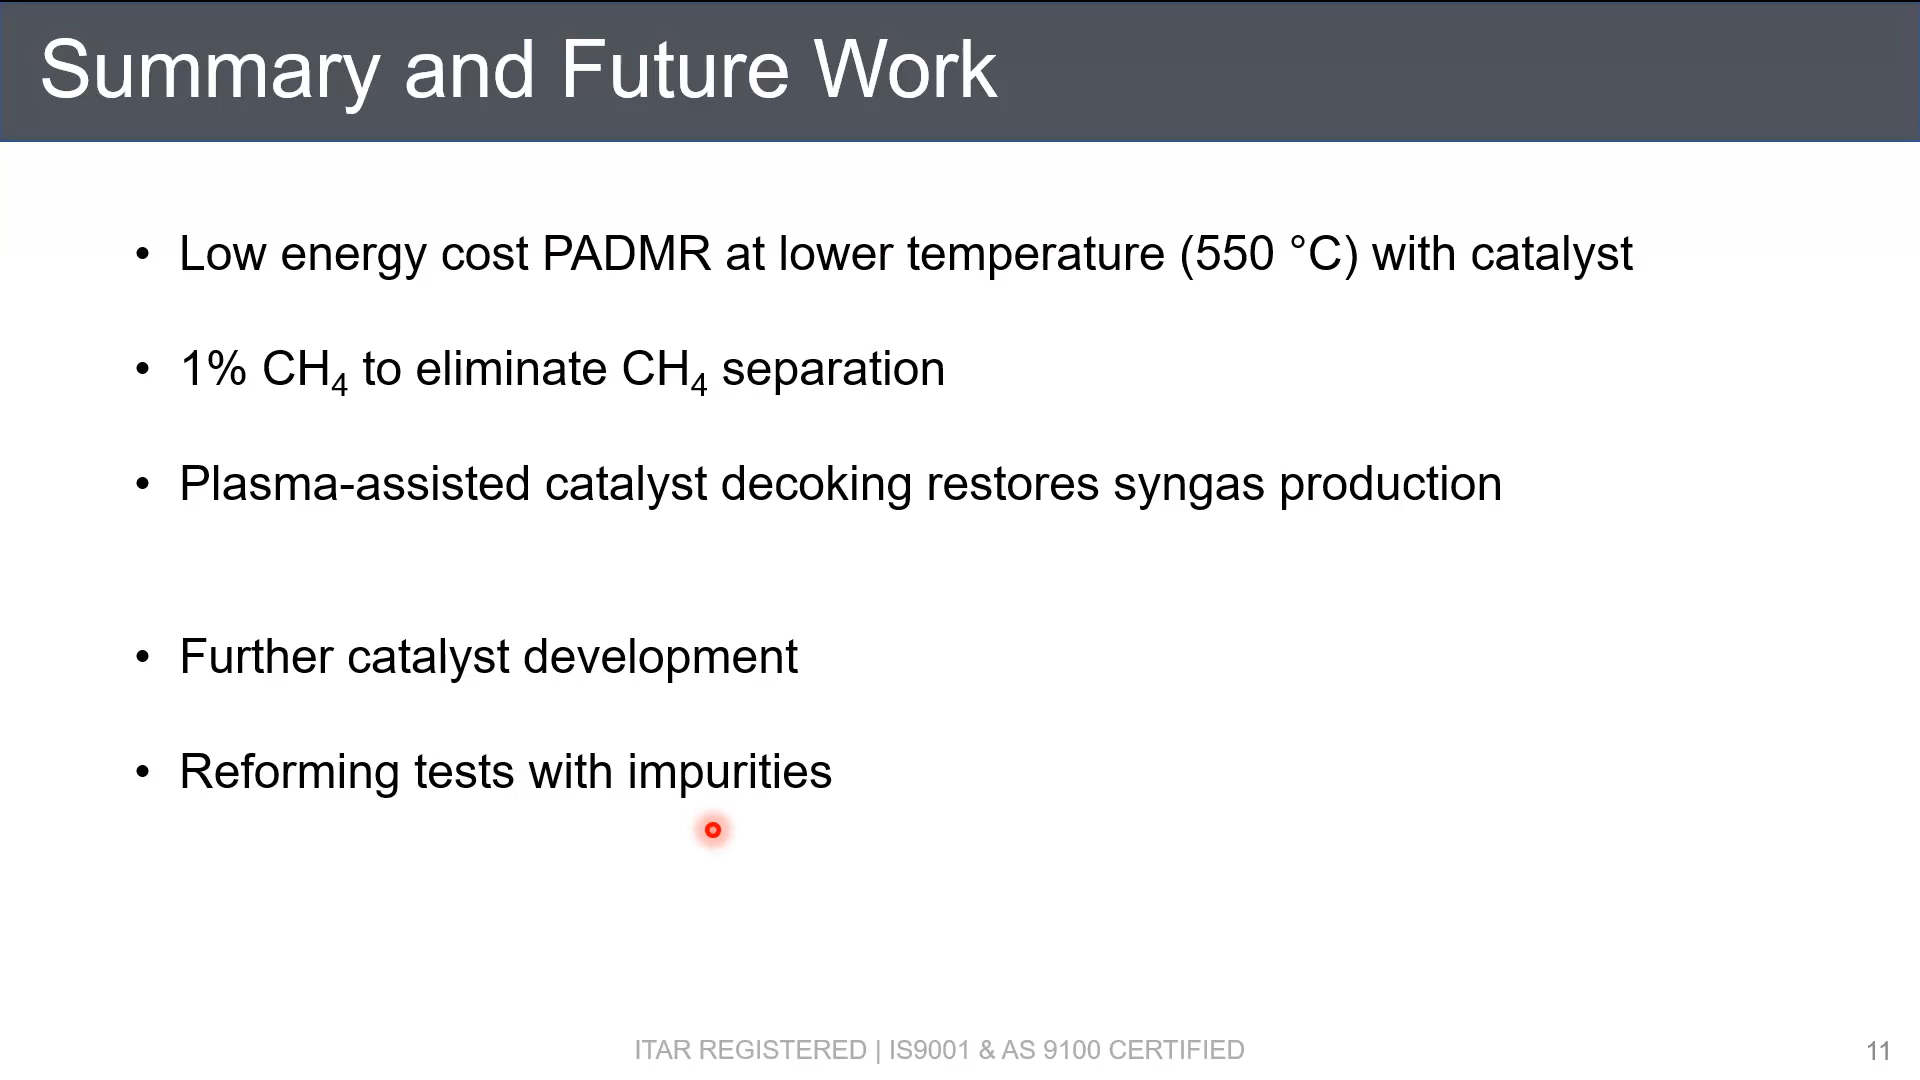 Summary and Future Work
• Low energy cost PADMR at lower temperature (550 °C) with catalyst
• 1% CH₄ to eliminate CH₄ separation
• Plasma-assisted catalyst decoking restores syngas production
• Further catalyst development
• Reforming tests with impurities
ITAR REGISTERED | IS9001 & AS 9100 CERTIFIED
11